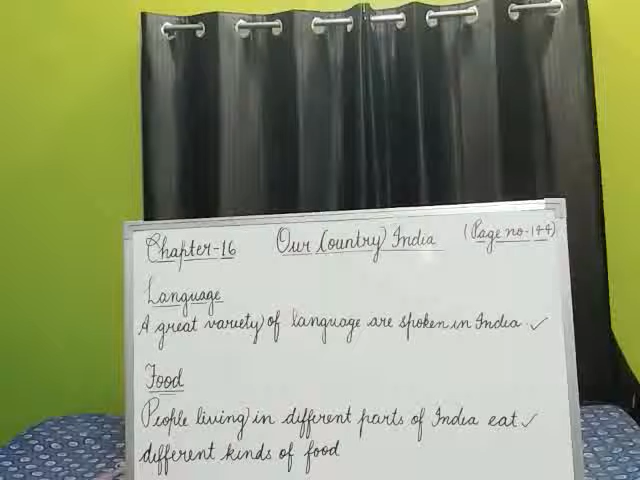 Chapter-16 Our Country India (Page no-144)
Language
A great variety of language are spoken in India.
Food
People living in different parts of India eat
different kinds of food